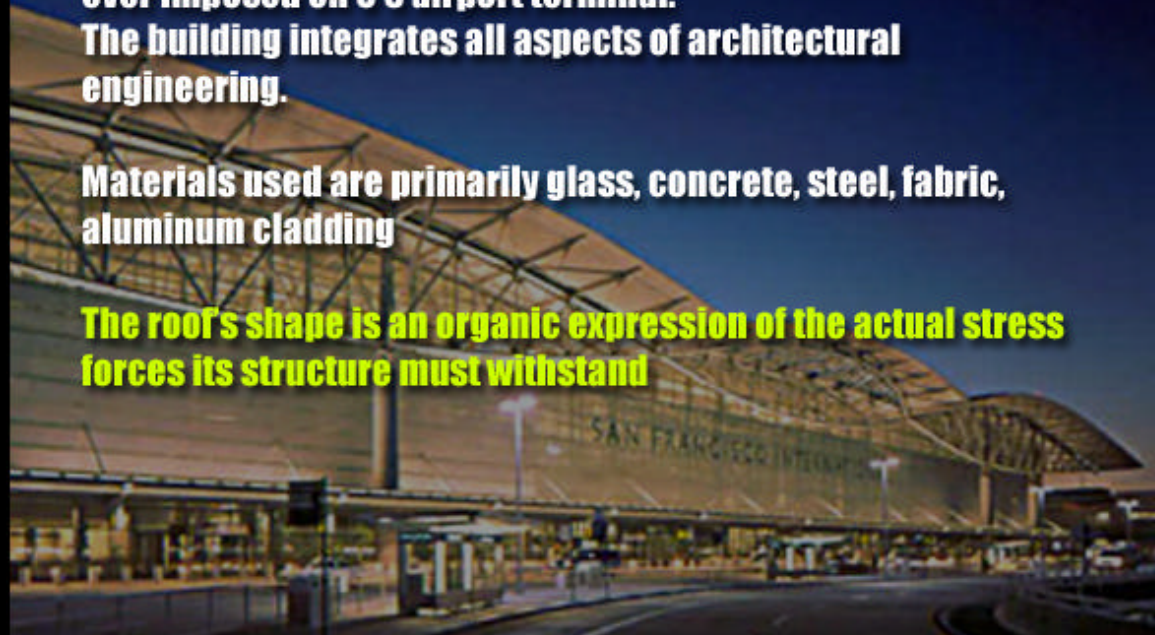 The building integrates all aspects of architectural
engineering.
Materials used are primarily glass, concrete, steel, fabric,
aluminum cladding
The roof's shape is an organic expression of the actual stress
forces its structure must withstand
SAN FRANCISCO